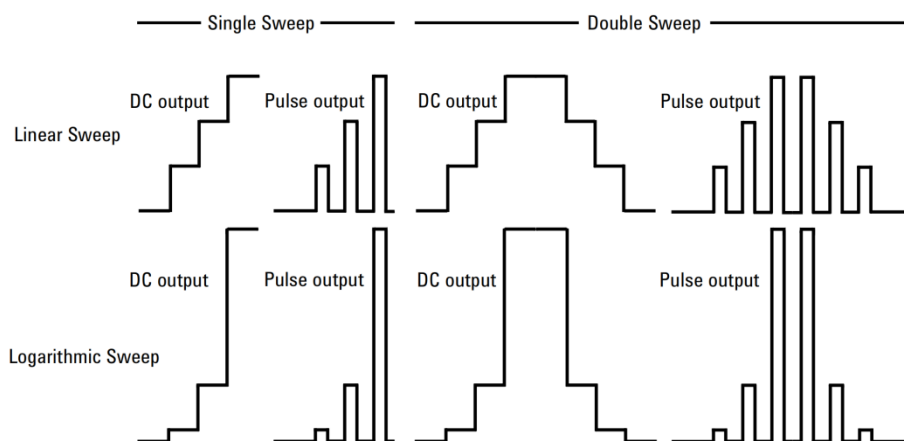 Single Sweep
Double Sweep
DC output
Pulse output
DC output
Pulse output
Linear Sweep
DC output
Pulse output
DC output
Pulse output
Logarithmic Sweep